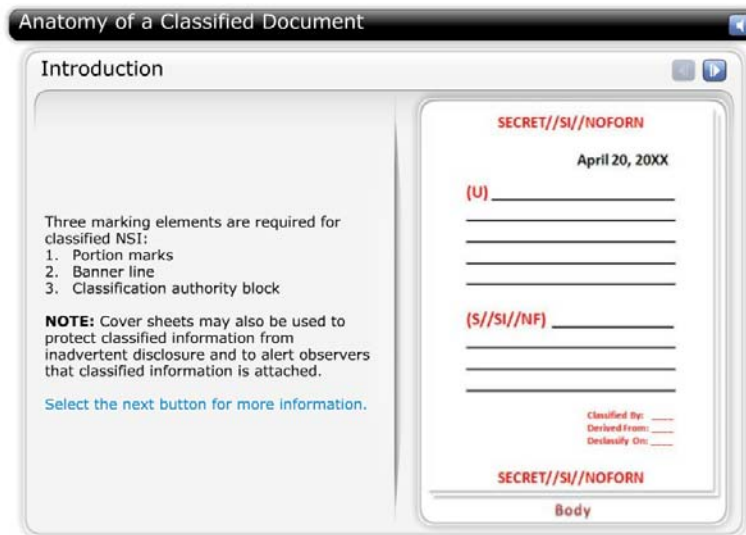 Anatomy of a Classified Document
Introduction
Three marking elements are required for
classified NSI:
1. Portion marks
2. Banner line
3. Classification authority block
NOTE: Cover sheets may also be used to
protect classified information from
inadvertent disclosure and to alert observers
that classified information is attached.
Select the next button for more information.
SECRET//SI//NOFORN
April 20, 20XX
(U)
(S//SI//NF)
Classified By:
Derived From:
Declassify On:
SECRET//SI//NOFORN
Body